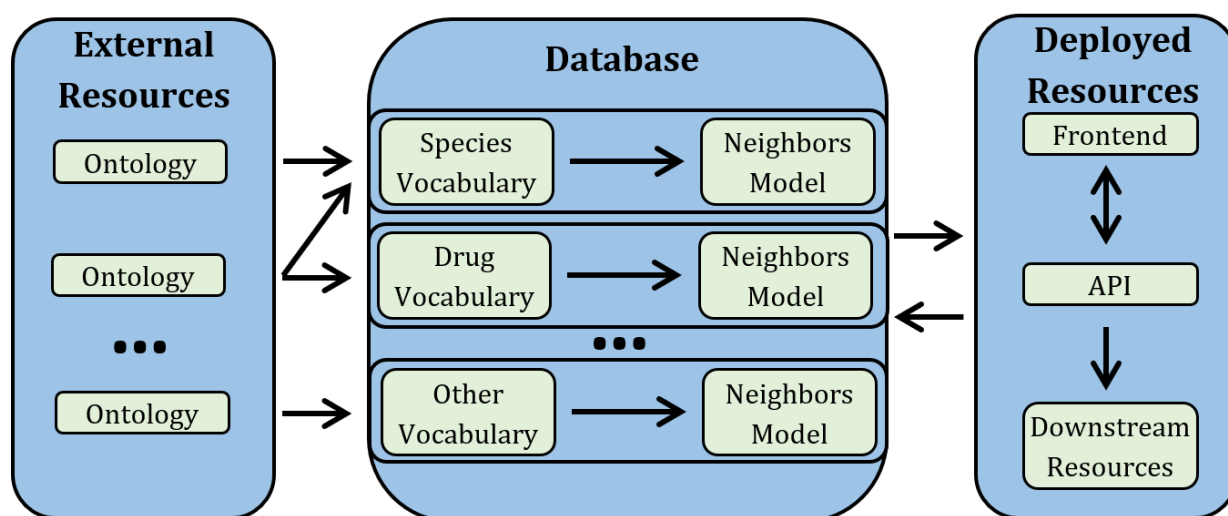 External
Resources
Ontology
Ontology
...
Ontology
Database
Species
Vocabulary
Neighbors
Model
Drug
Vocabulary
Neighbors
Model
...
Other
Vocabulary
Neighbors
Model
Deployed
Resources
Frontend
API
Downstream
Resources